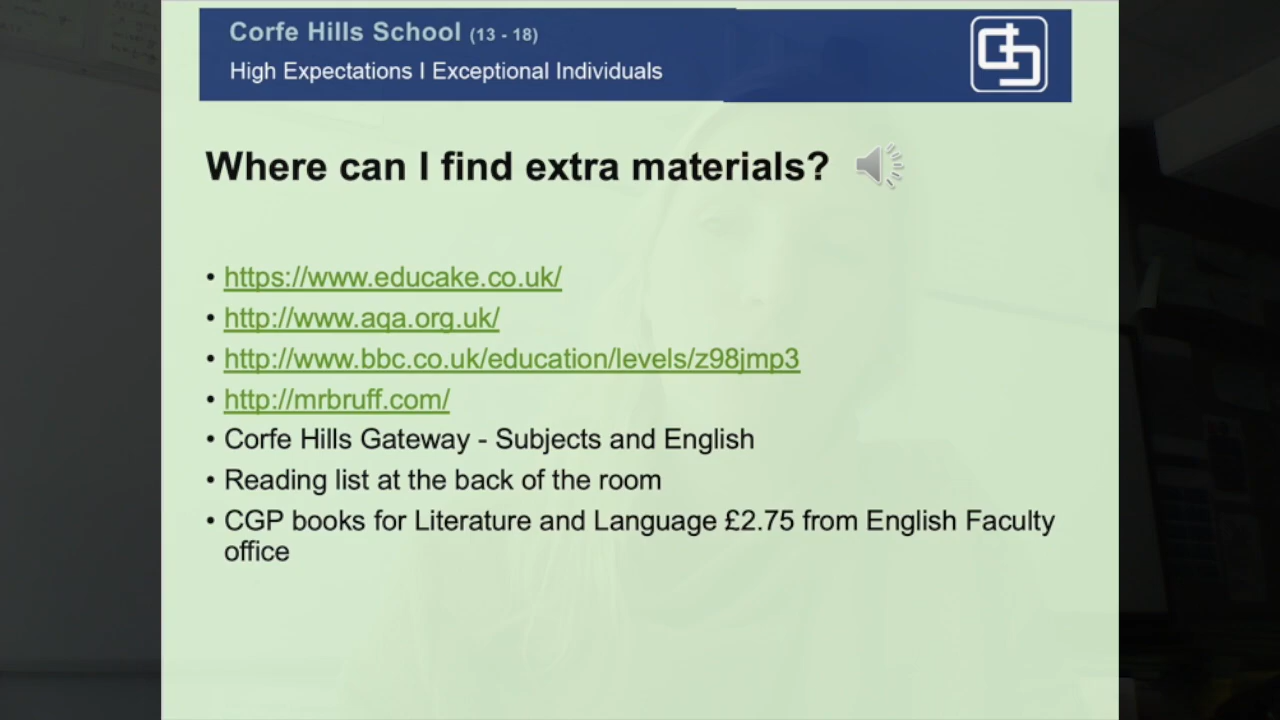 Corfe Hills School (13 - 18)
High Expectations I Exceptional Individuals
Where can I find extra materials?
• https://www.educake.co.uk/
• http://www.aqa.org.uk/
• http://www.bbc.co.uk/education/levels/z98jmp3
• http://mrbruff.com/
• Corfe Hills Gateway - Subjects and English
• Reading list at the back of the room
• CGP books for Literature and Language £2.75 from English Faculty
office